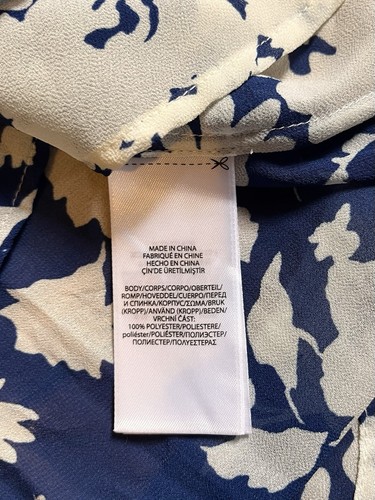 MADE IN CHINA
FABRIQUÉ EN CHINE
HECHO EN CHINA
ÇİN'DE ÜRETİLMİŞTİR
BODY/CORPS/CORPO/OBERTEIL/
ROMP/HOVEDDEL/CUERPO/ПЕРЕД
И СПИНКА/КОРПУС/ΣΩΜΑ/BRUK
(KROPP)/ANVÄND (KROPP)/BEDEN/
VRCHNÍ ČÁST:
100% POLYESTER/POLIESTERE/
poliéster/POLIÉSTER/ПОЛИЭСТЕР/
ПОЛИЕСТЕР/ΠΟΛΥΕΣΤΕΡΑΣ